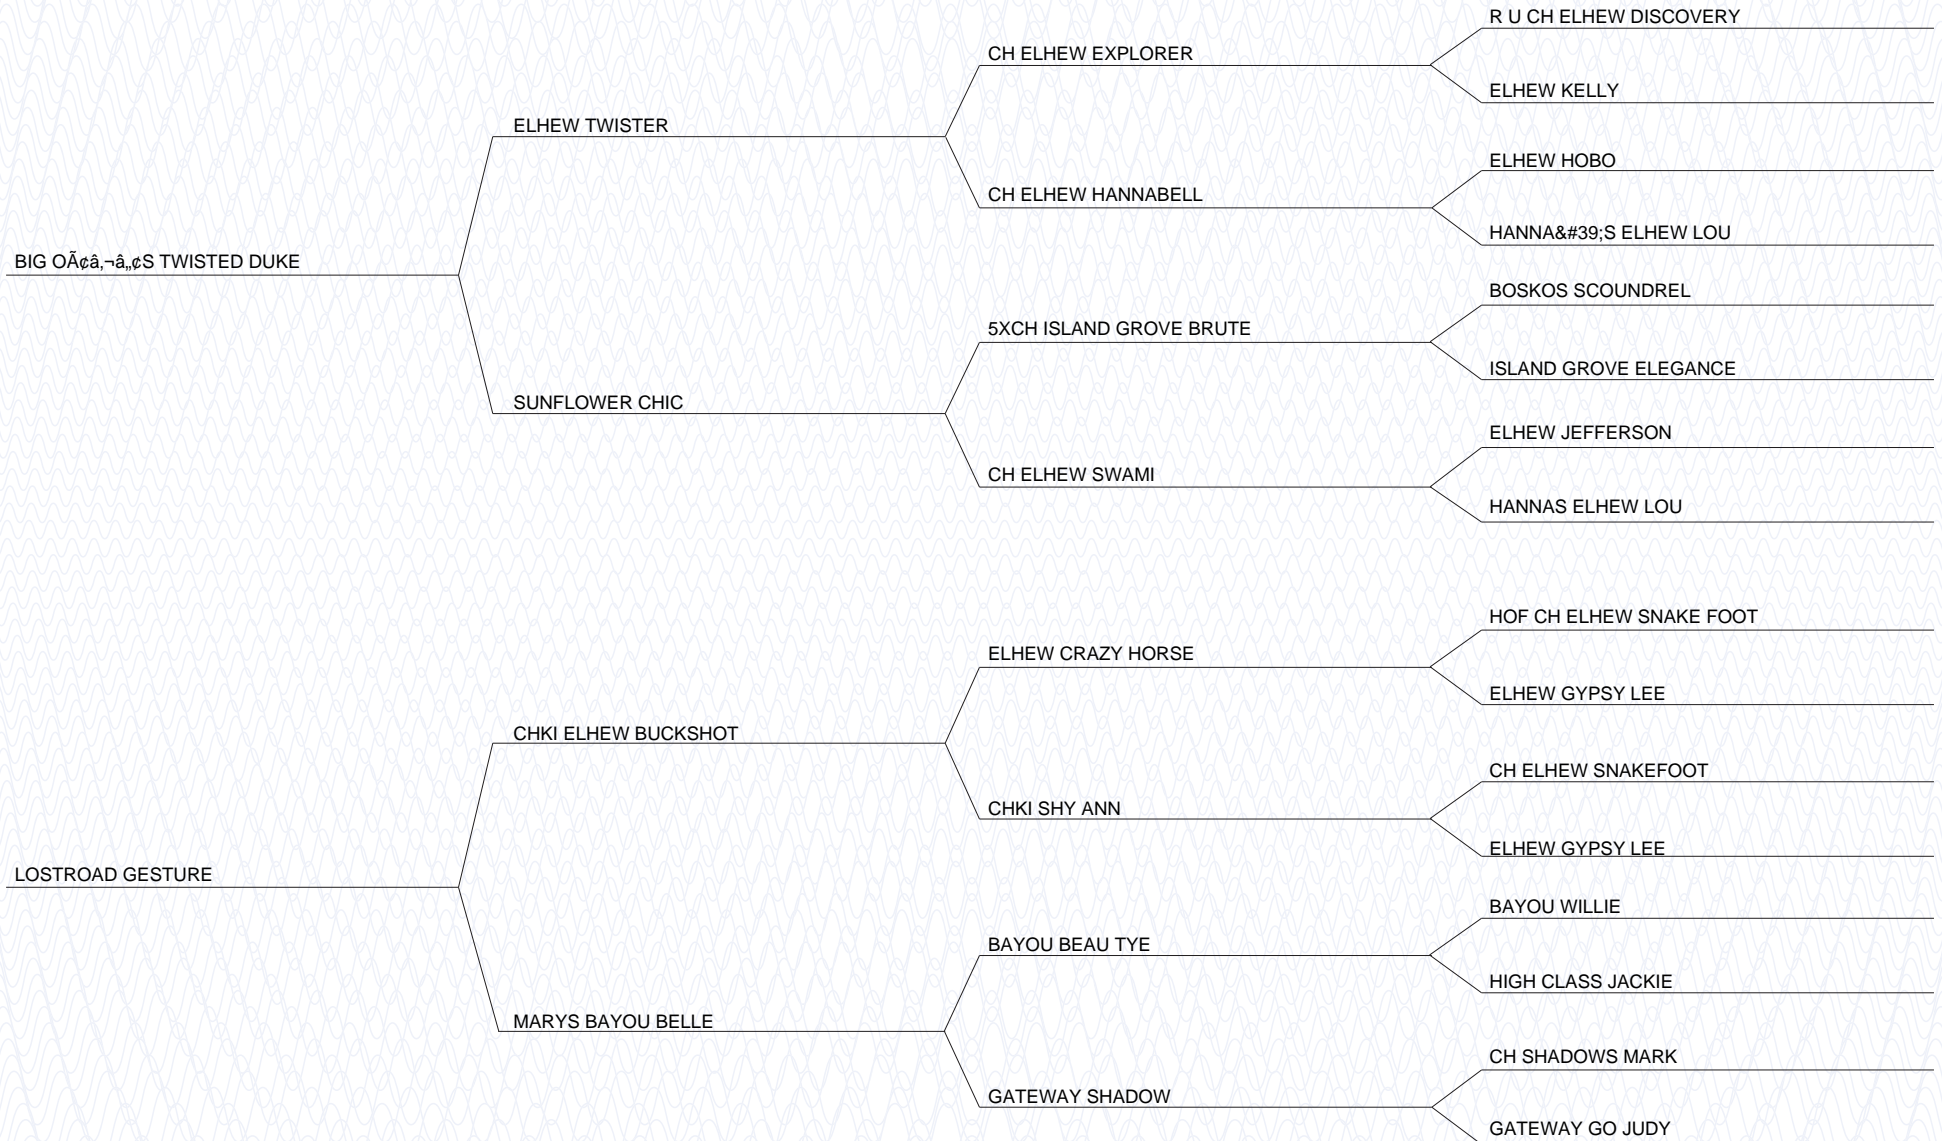 R U CH ELHEW DISCOVERY
CH ELHEW EXPLORER
ELHEW KELLY
ELHEW TWISTER
ELHEW HOBO
CH ELHEW HANNABELL
HANNA&#39;S ELHEW LOU
BIG OÃ¢â‚¬â„¢S TWISTED DUKE
BOSKOS SCOUNDREL
5XCH ISLAND GROVE BRUTE
ISLAND GROVE ELEGANCE
SUNFLOWER CHIC
ELHEW JEFFERSON
CH ELHEW SWAMI
HANNAS ELHEW LOU
HOF CH ELHEW SNAKE FOOT
ELHEW CRAZY HORSE
ELHEW GYPSY LEE
CHKI ELHEW BUCKSHOT
CH ELHEW SNAKEFOOT
CHKI SHY ANN
ELHEW GYPSY LEE
LOSTROAD GESTURE
BAYOU WILLIE
BAYOU BEAU TYE
HIGH CLASS JACKIE
MARYS BAYOU BELLE
CH SHADOWS MARK
GATEWAY SHADOW
GATEWAY GO JUDY